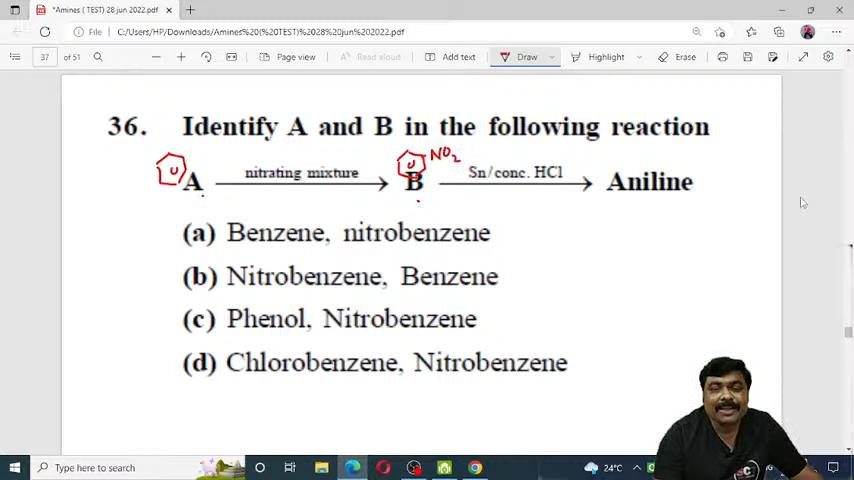 *Amines ( TEST) 28 jun 2022.pdf
File
C:/Users/HP/Downloads/Amines%20(%20TEST)%2028%20jun%202022.pdf
37 of 51
Page view
Read aloud
Add text
Draw
Highlight
Erase
36. Identify A and B in the following reaction
NO2
A nitrating mixture B Sn/conc. HCl Aniline
(a) Benzene, nitrobenzene
(b) Nitrobenzene, Benzene
(c) Phenol, Nitrobenzene
(d) Chlorobenzene, Nitrobenzene
Type here to search
24°C